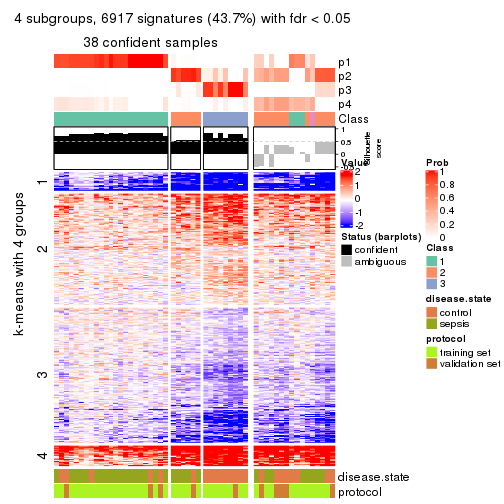 4 subgroups, 6917 signatures (43.7%) with fdr < 0.05
38 confident samples
p1
p2
p3
p4
Class
1
0.5
0
Silhouette
score
k-means with 4 groups
1
2
3
4
Value
2
1
0
-1
-2
Status (barplots)
confident
ambiguous
Prob
1
0.8
0.6
0.4
0.2
0
Class
1
2
3
disease.state
control
sepsis
protocol
training set
validation set
disease.state
protocol